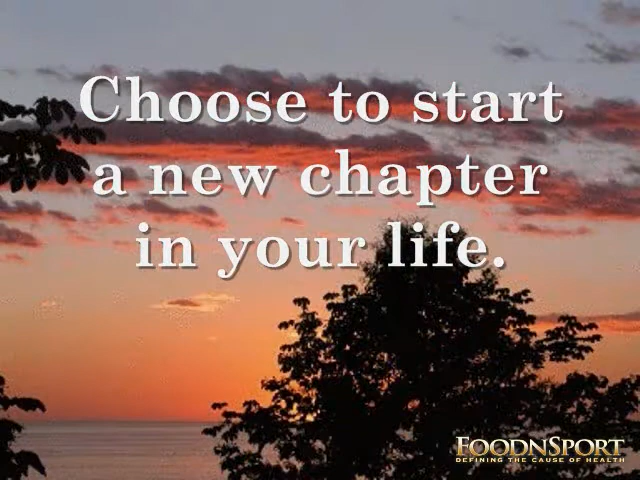 Choose to start
a new chapter
in your life.
FOODNSPORT
DEFINING THE CAUSE OF HEALTH